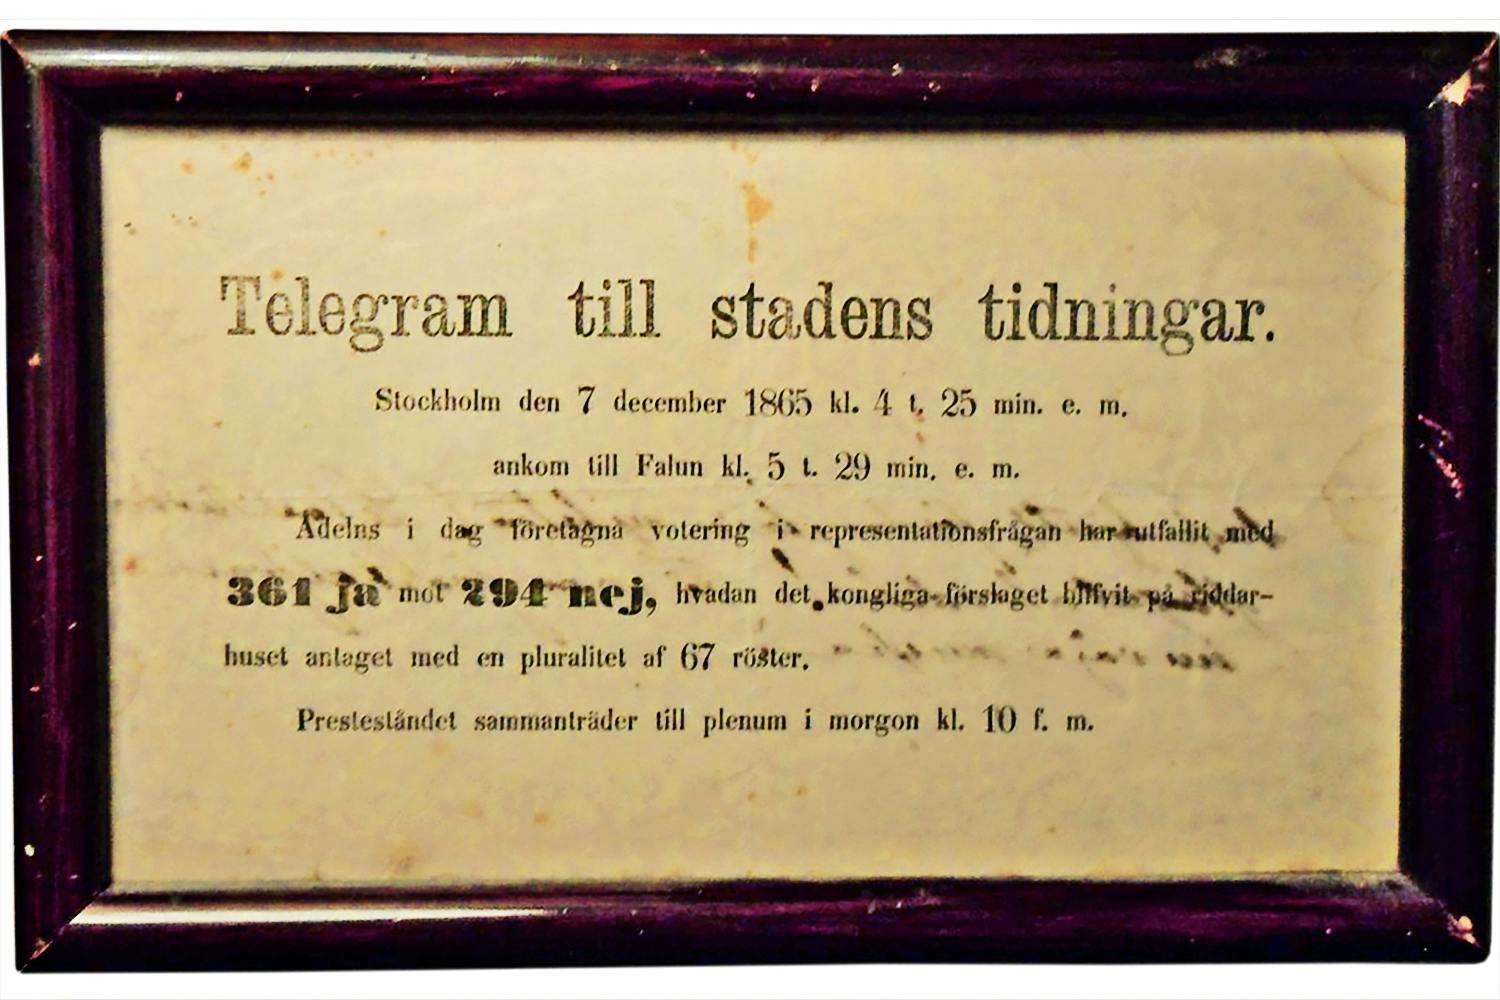 Telegram till stadens tidningar.
Stockholm den 7 december 1865 kl. 4 t. 25 min. e. m.
ankom till Falun kl. 5 t. 29 min. e. m.
Adelns i dag företagna votering i representationsfrågan har utfallit med
361 ja mot 294 nej, hvadan det kongliga förslaget blifvit på riddar-
huset antaget med en pluralitet af 67 röster.
Presteståndet sammanträder till plenum i morgon kl. 10 f. m.